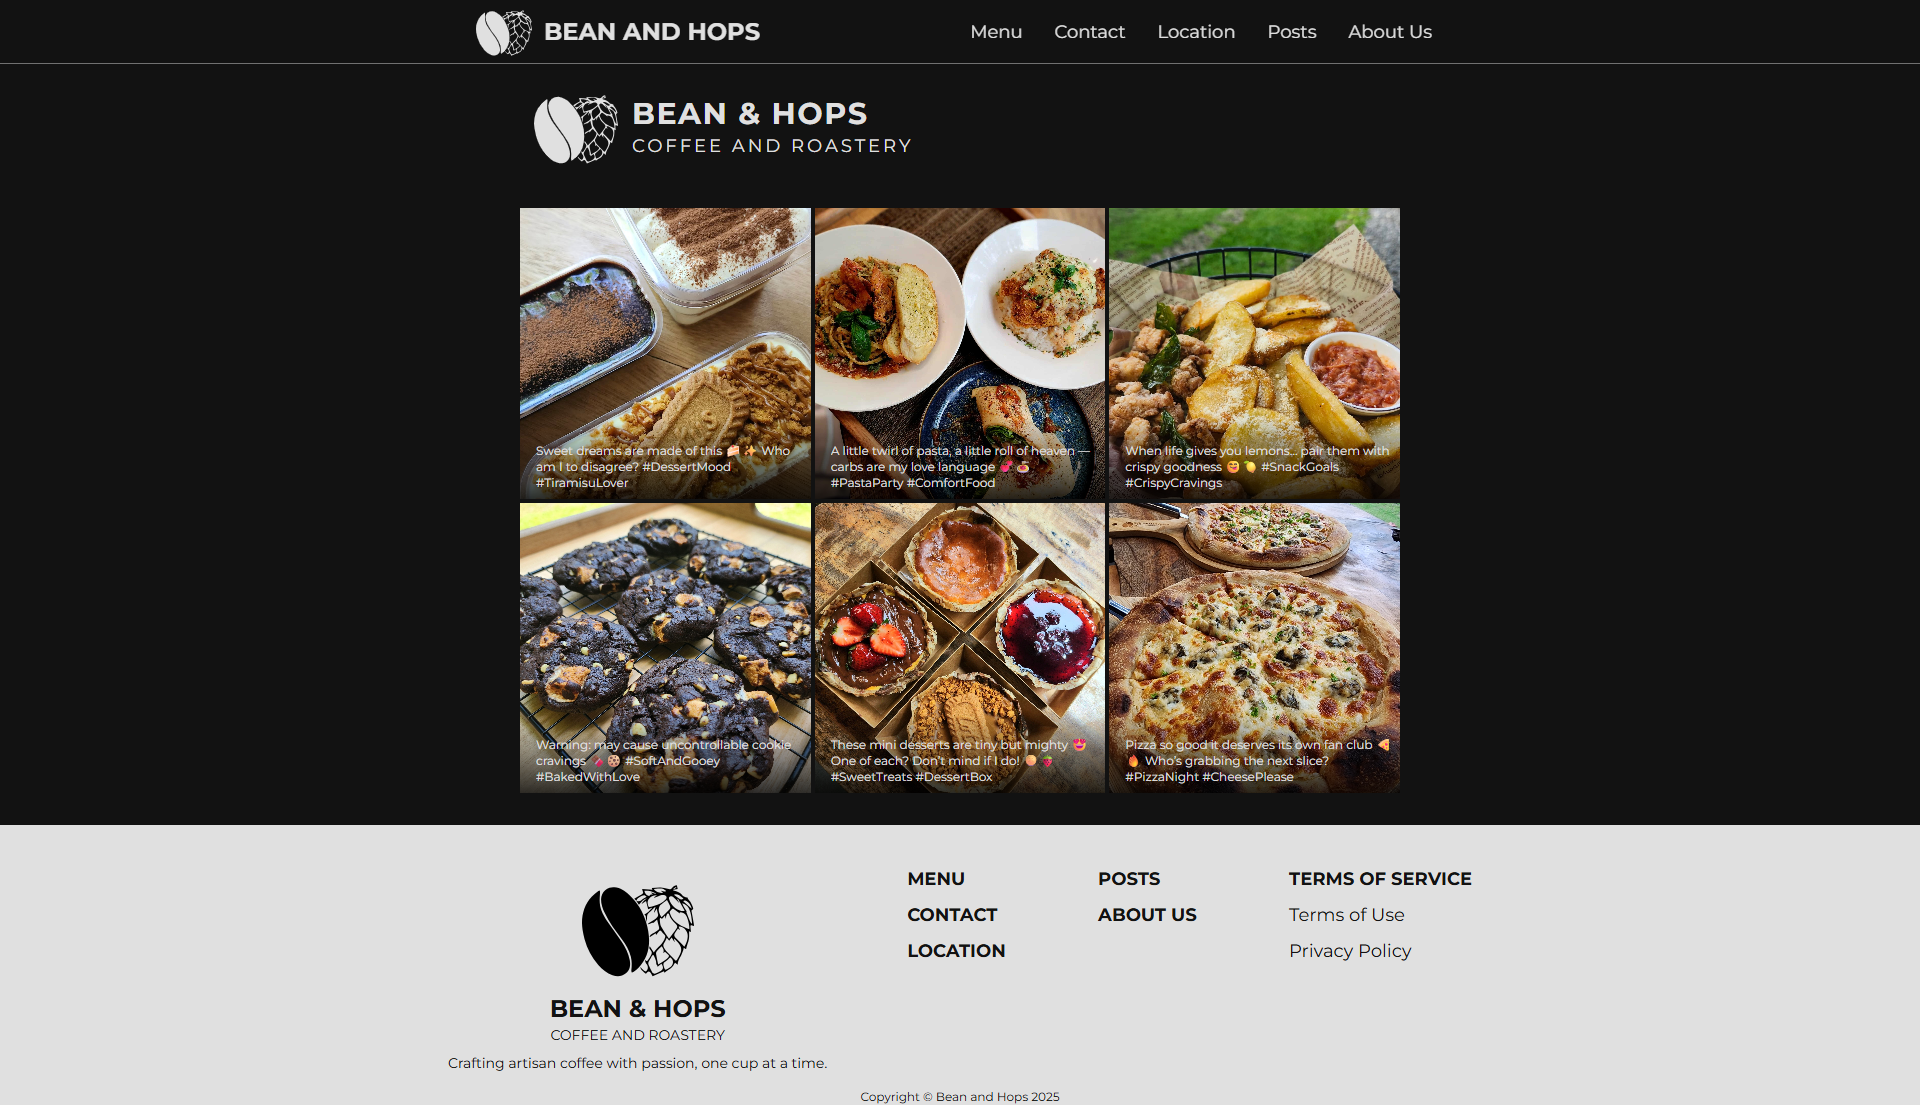 BEAN AND HOPS
Menu Contact Location Posts About Us
BEAN & HOPS
COFFEE AND ROASTERY
Sweet dreams are made of this 🍰 ✨ Who
am I to disagree? #DessertMood
#TiramisuLover
A little twirl of pasta, a little roll of heaven —
carbs are my love language 💕 🍝
#PastaParty #ComfortFood
When life gives you lemons... pair them with
crispy goodness 😋 🍋 #SnackGoals
#CrispyCravings
Warning: may cause uncontrollable cookie
cravings 🍫 🍪 #SoftAndGooey
#BakedWithLove
These mini desserts are tiny but mighty 😍
One of each? Don't mind if I do! 🍑 🍓
#SweetTreats #DessertBox
Pizza so good it deserves its own fan club 🍕
🔥 Who's grabbing the next slice?
#PizzaNight #CheesePlease
MENU
CONTACT
LOCATION
POSTS
ABOUT US
TERMS OF SERVICE
Terms of Use
Privacy Policy
BEAN & HOPS
COFFEE AND ROASTERY
Crafting artisan coffee with passion, one cup at a time.
Copyright © Bean and Hops 2025